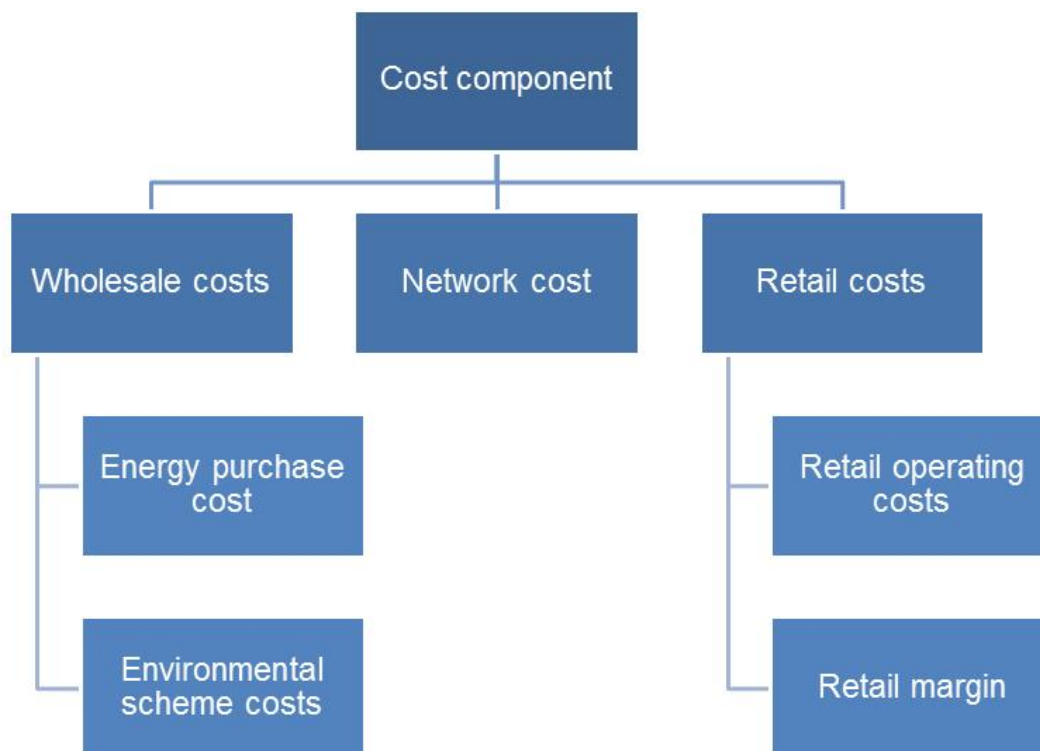 Cost component
Wholesale costs
Network cost
Retail costs
Energy purchase
cost
Environmental
scheme costs
Retail operating
costs
Retail margin